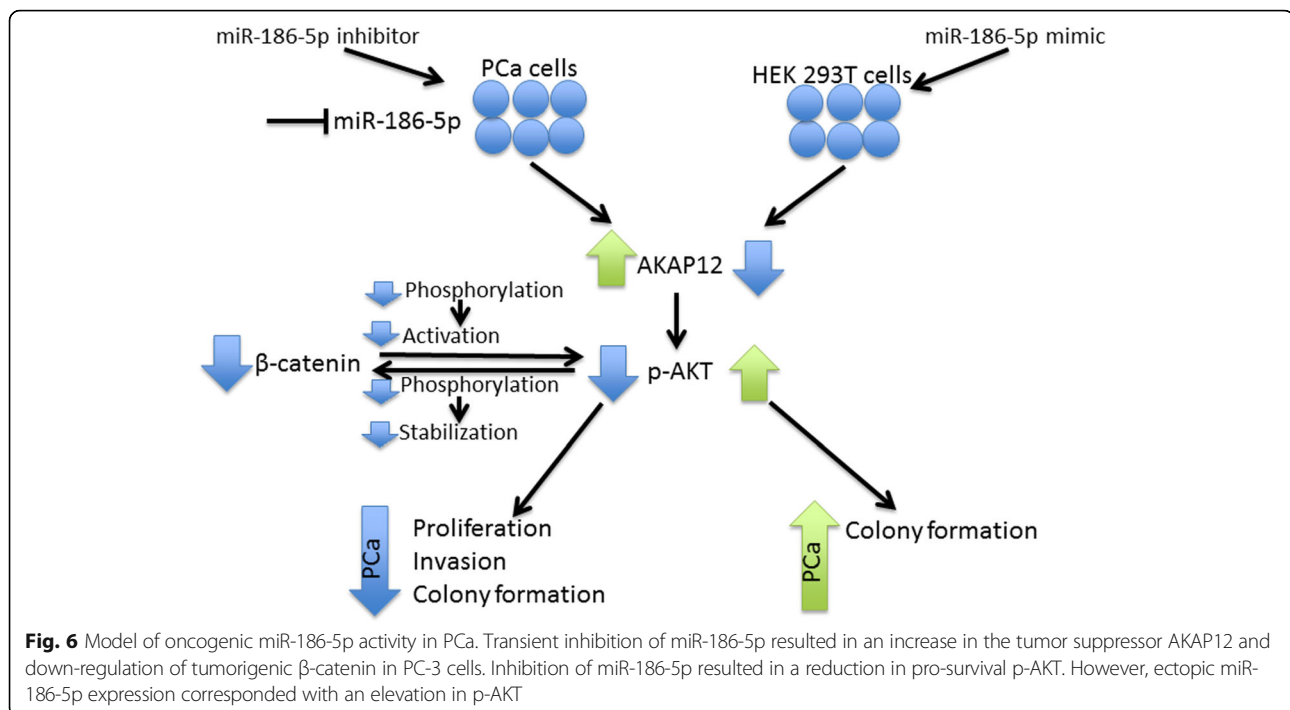 miR-186-5p inhibitor
miR-186-5p mimic
PCa cells
HEK 293T cells
miR-186-5p
AKAP12
Phosphorylation
Activation
β-catenin
p-AKT
Phosphorylation
Stabilization
PCa
Proliferation
Invasion
Colony formation
PCa
Colony formation
Fig. 6 Model of oncogenic miR-186-5p activity in PCa. Transient inhibition of miR-186-5p resulted in an increase in the tumor suppressor AKAP12 and
down-regulation of tumorigenic β-catenin in PC-3 cells. Inhibition of miR-186-5p resulted in a reduction in pro-survival p-AKT. However, ectopic miR-
186-5p expression corresponded with an elevation in p-AKT